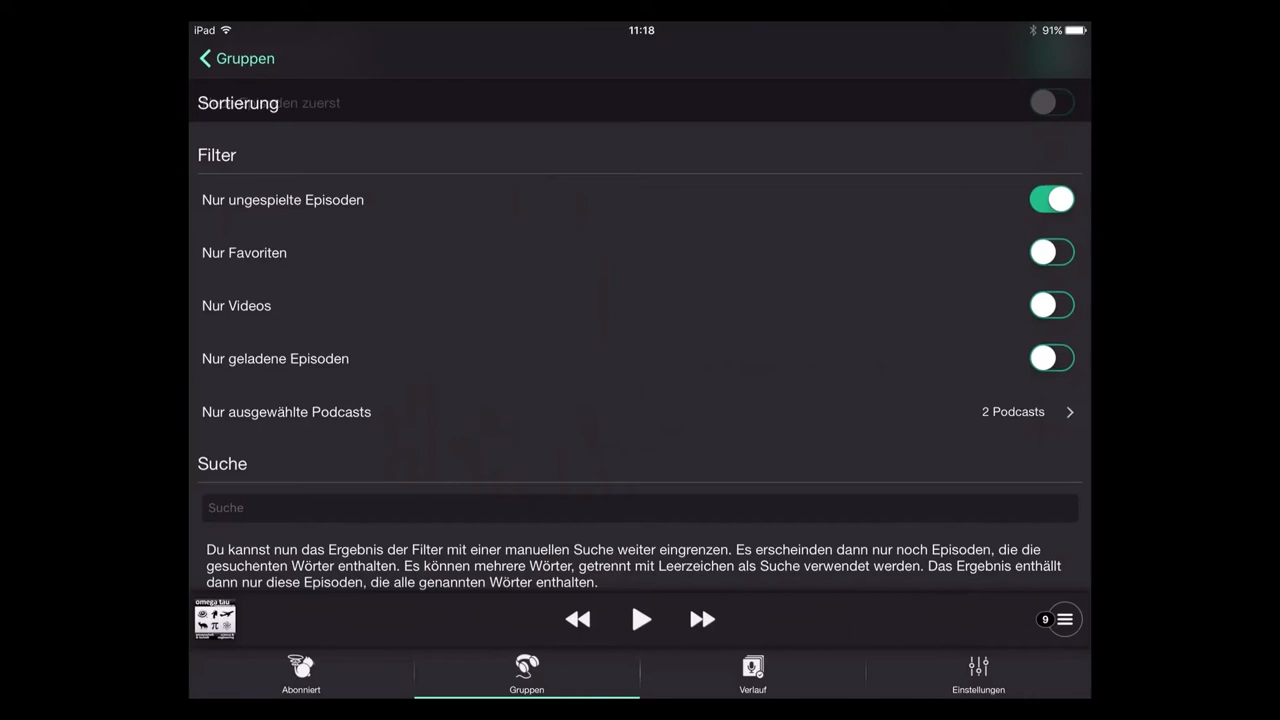 iPad 11:18 91%
Gruppen
Sortierung den zuerst
Filter
Nur ungespielte Episoden
Nur Favoriten
Nur Videos
Nur geladene Episoden
Nur ausgewählte Podcasts 2 Podcasts
Suche
Suche
Du kannst nun das Ergebnis der Filter mit einer manuellen Suche weiter eingrenzen. Es erscheinden dann nur noch Episoden, die die
gesuchten Wörter enthalten. Es können mehrere Wörter, getrennt mit Leerzeichen als Suche verwendet werden. Das Ergebnis enthällt
dann nur diese Episoden, die alle genannten Wörter enthalten.
omega tau
9
Abonniert Gruppen Verlauf Einstellungen